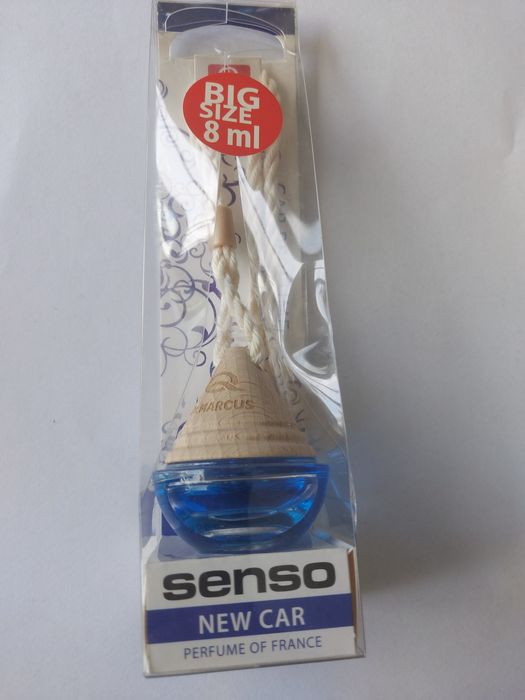 BIG
SIZE
8 ml
MARCUS
senso
NEW CAR
PERFUME OF FRANCE